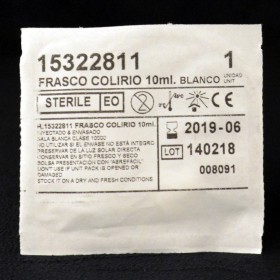 15322811 1
FRASCO COLIRIO 10ml. BLANCO UNIDAD UNIT
STERILE EO CE
15322811 FRASCO COLIRIO 10ml.
INYECTADO & ENVASADO
SALA BLANCA CLASE 10000
NO UTILIZAR SI EL ENVASE NO ESTÁ INTEGRO
PRESERVAR DE LA LUZ SOLAR DIRECTA
CONSERVAR EN SITIO FRESCO Y SECO
BOLSA PRESENTACION CON «AGREFACIL»
DON'T USE IF UNIT PACK IS OPENED OR
DAMAGED
STOCK IT ON A DRY AND FRESH CONDITIONS
2019-06
LOT 140218
008091